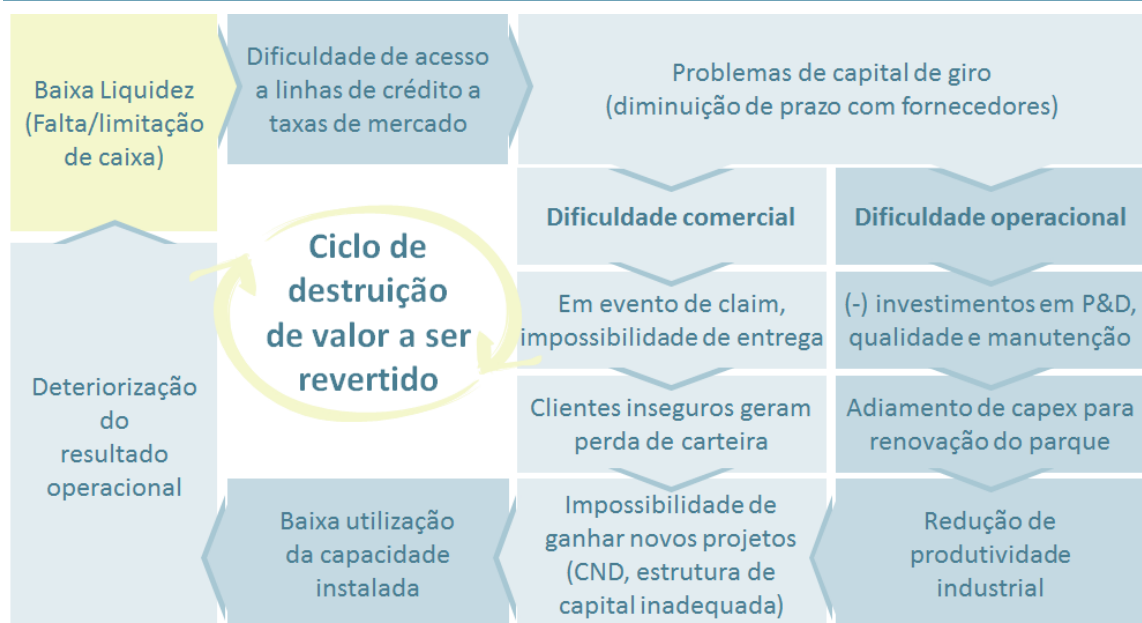 Baixa Liquidez
(Falta/limitação
de caixa)
Dificuldade de acesso
a linhas de crédito a
taxas de mercado
Problemas de capital de giro
(diminuição de prazo com fornecedores)
Dificuldade comercial
Dificuldade operacional
Em evento de claim,
impossibilidade de entrega
(-) investimentos em P&D,
qualidade e manutenção
Clientes inseguros geram
perda de carteira
Adiamento de capex para
renovação do parque
Impossibilidade de
ganhar novos projetos
(CND, estrutura de
capital inadequada)
Redução de
produtividade
industrial
Baixa utilização
da capacidade
instalada
Deteriorização
do
resultado
operacional
Ciclo de
destruição
de valor a ser
revertido